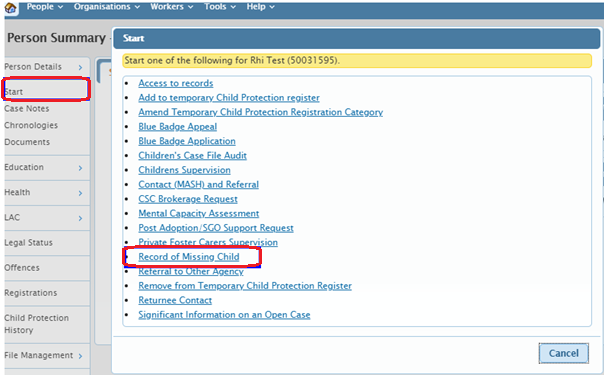 People Organisations Workers Tools Help
Person Summary
Start
Start one of the following for Rhi Test (50031595).
Person Details
Start
Case Notes
Chronologies
Documents
Education
Health
LAC
Legal Status
Offences
Registrations
Child Protection
History
File Management
Access to records
Add to temporary Child Protection register
Amend Temporary Child Protection Registration Category
Blue Badge Appeal
Blue Badge Application
Children's Case File Audit
Childrens Supervision
Contact (MASH) and Referral
CSC Brokerage Request
Mental Capacity Assessment
Post Adoption/SGO Support Request
Private Foster Carers Supervision
Record of Missing Child
Referral to Other Agency
Remove from Temporary Child Protection Register
Returnee Contact
Significant Information on an Open Case
Cancel